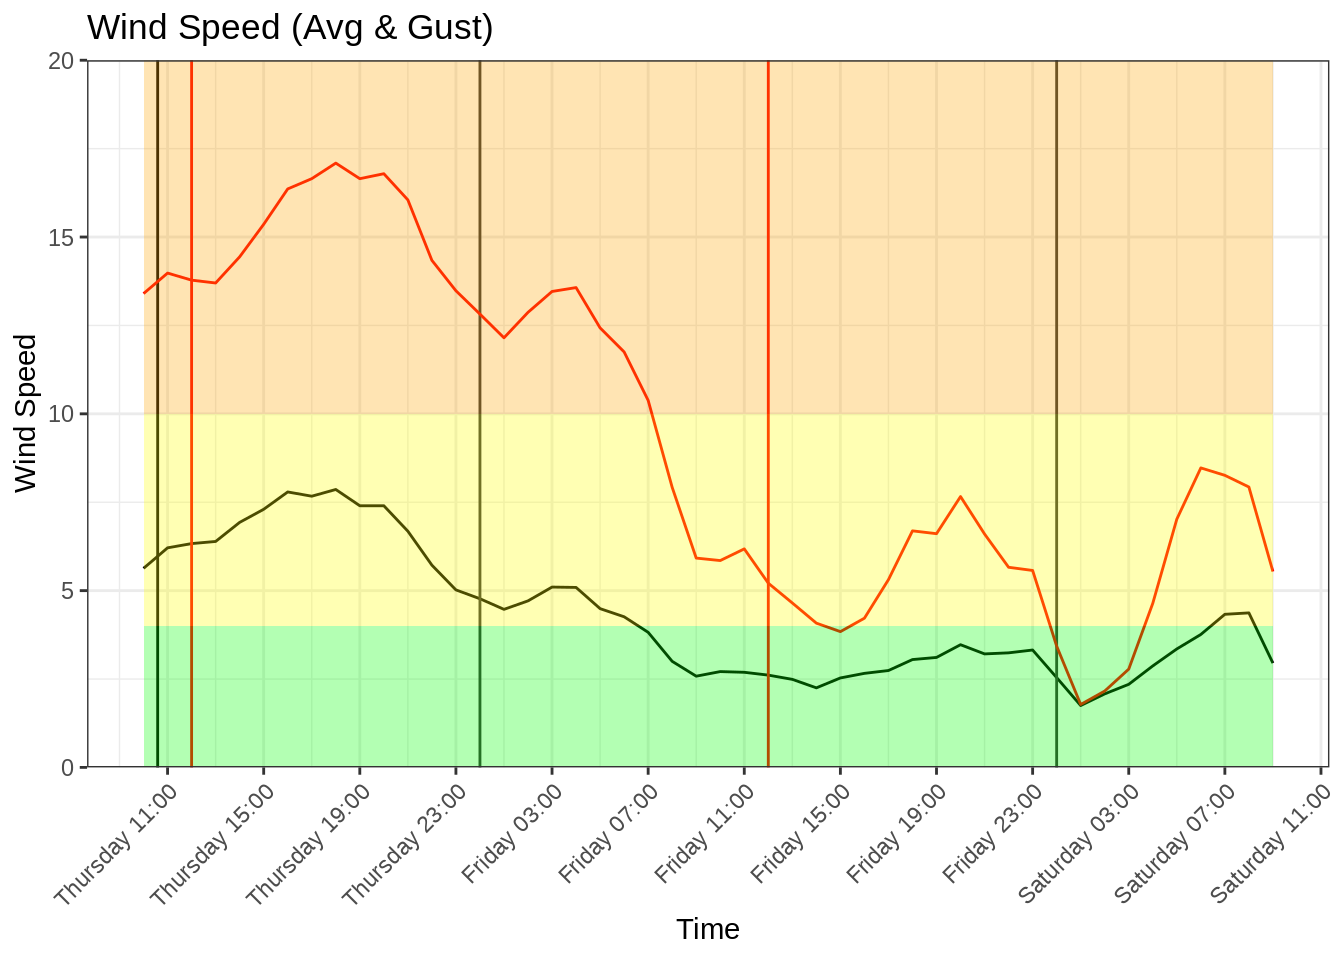 Wind Speed (Avg & Gust)
20
15
10
5
0
Wind Speed
Thursday 11:00
Thursday 15:00
Thursday 19:00
Thursday 23:00
Friday 03:00
Friday 07:00
Friday 11:00
Friday 15:00
Friday 19:00
Friday 23:00
Saturday 03:00
Saturday 07:00
Saturday 11:00
Time